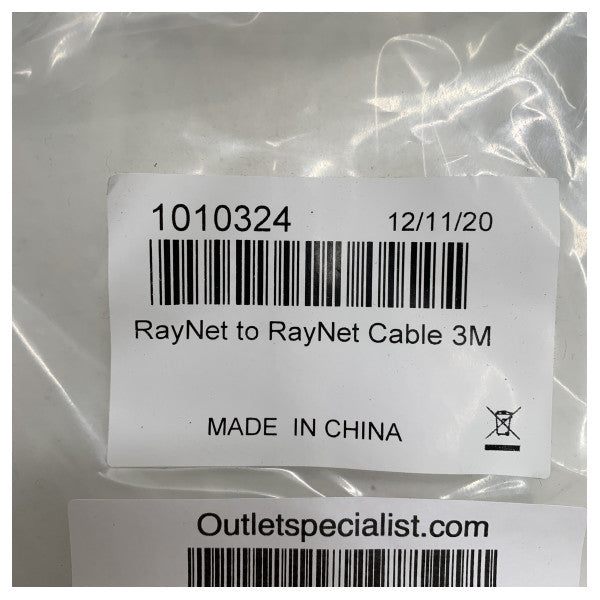 1010324 12/11/20
RayNet to RayNet Cable 3M
MADE IN CHINA
Outletspecialist.com